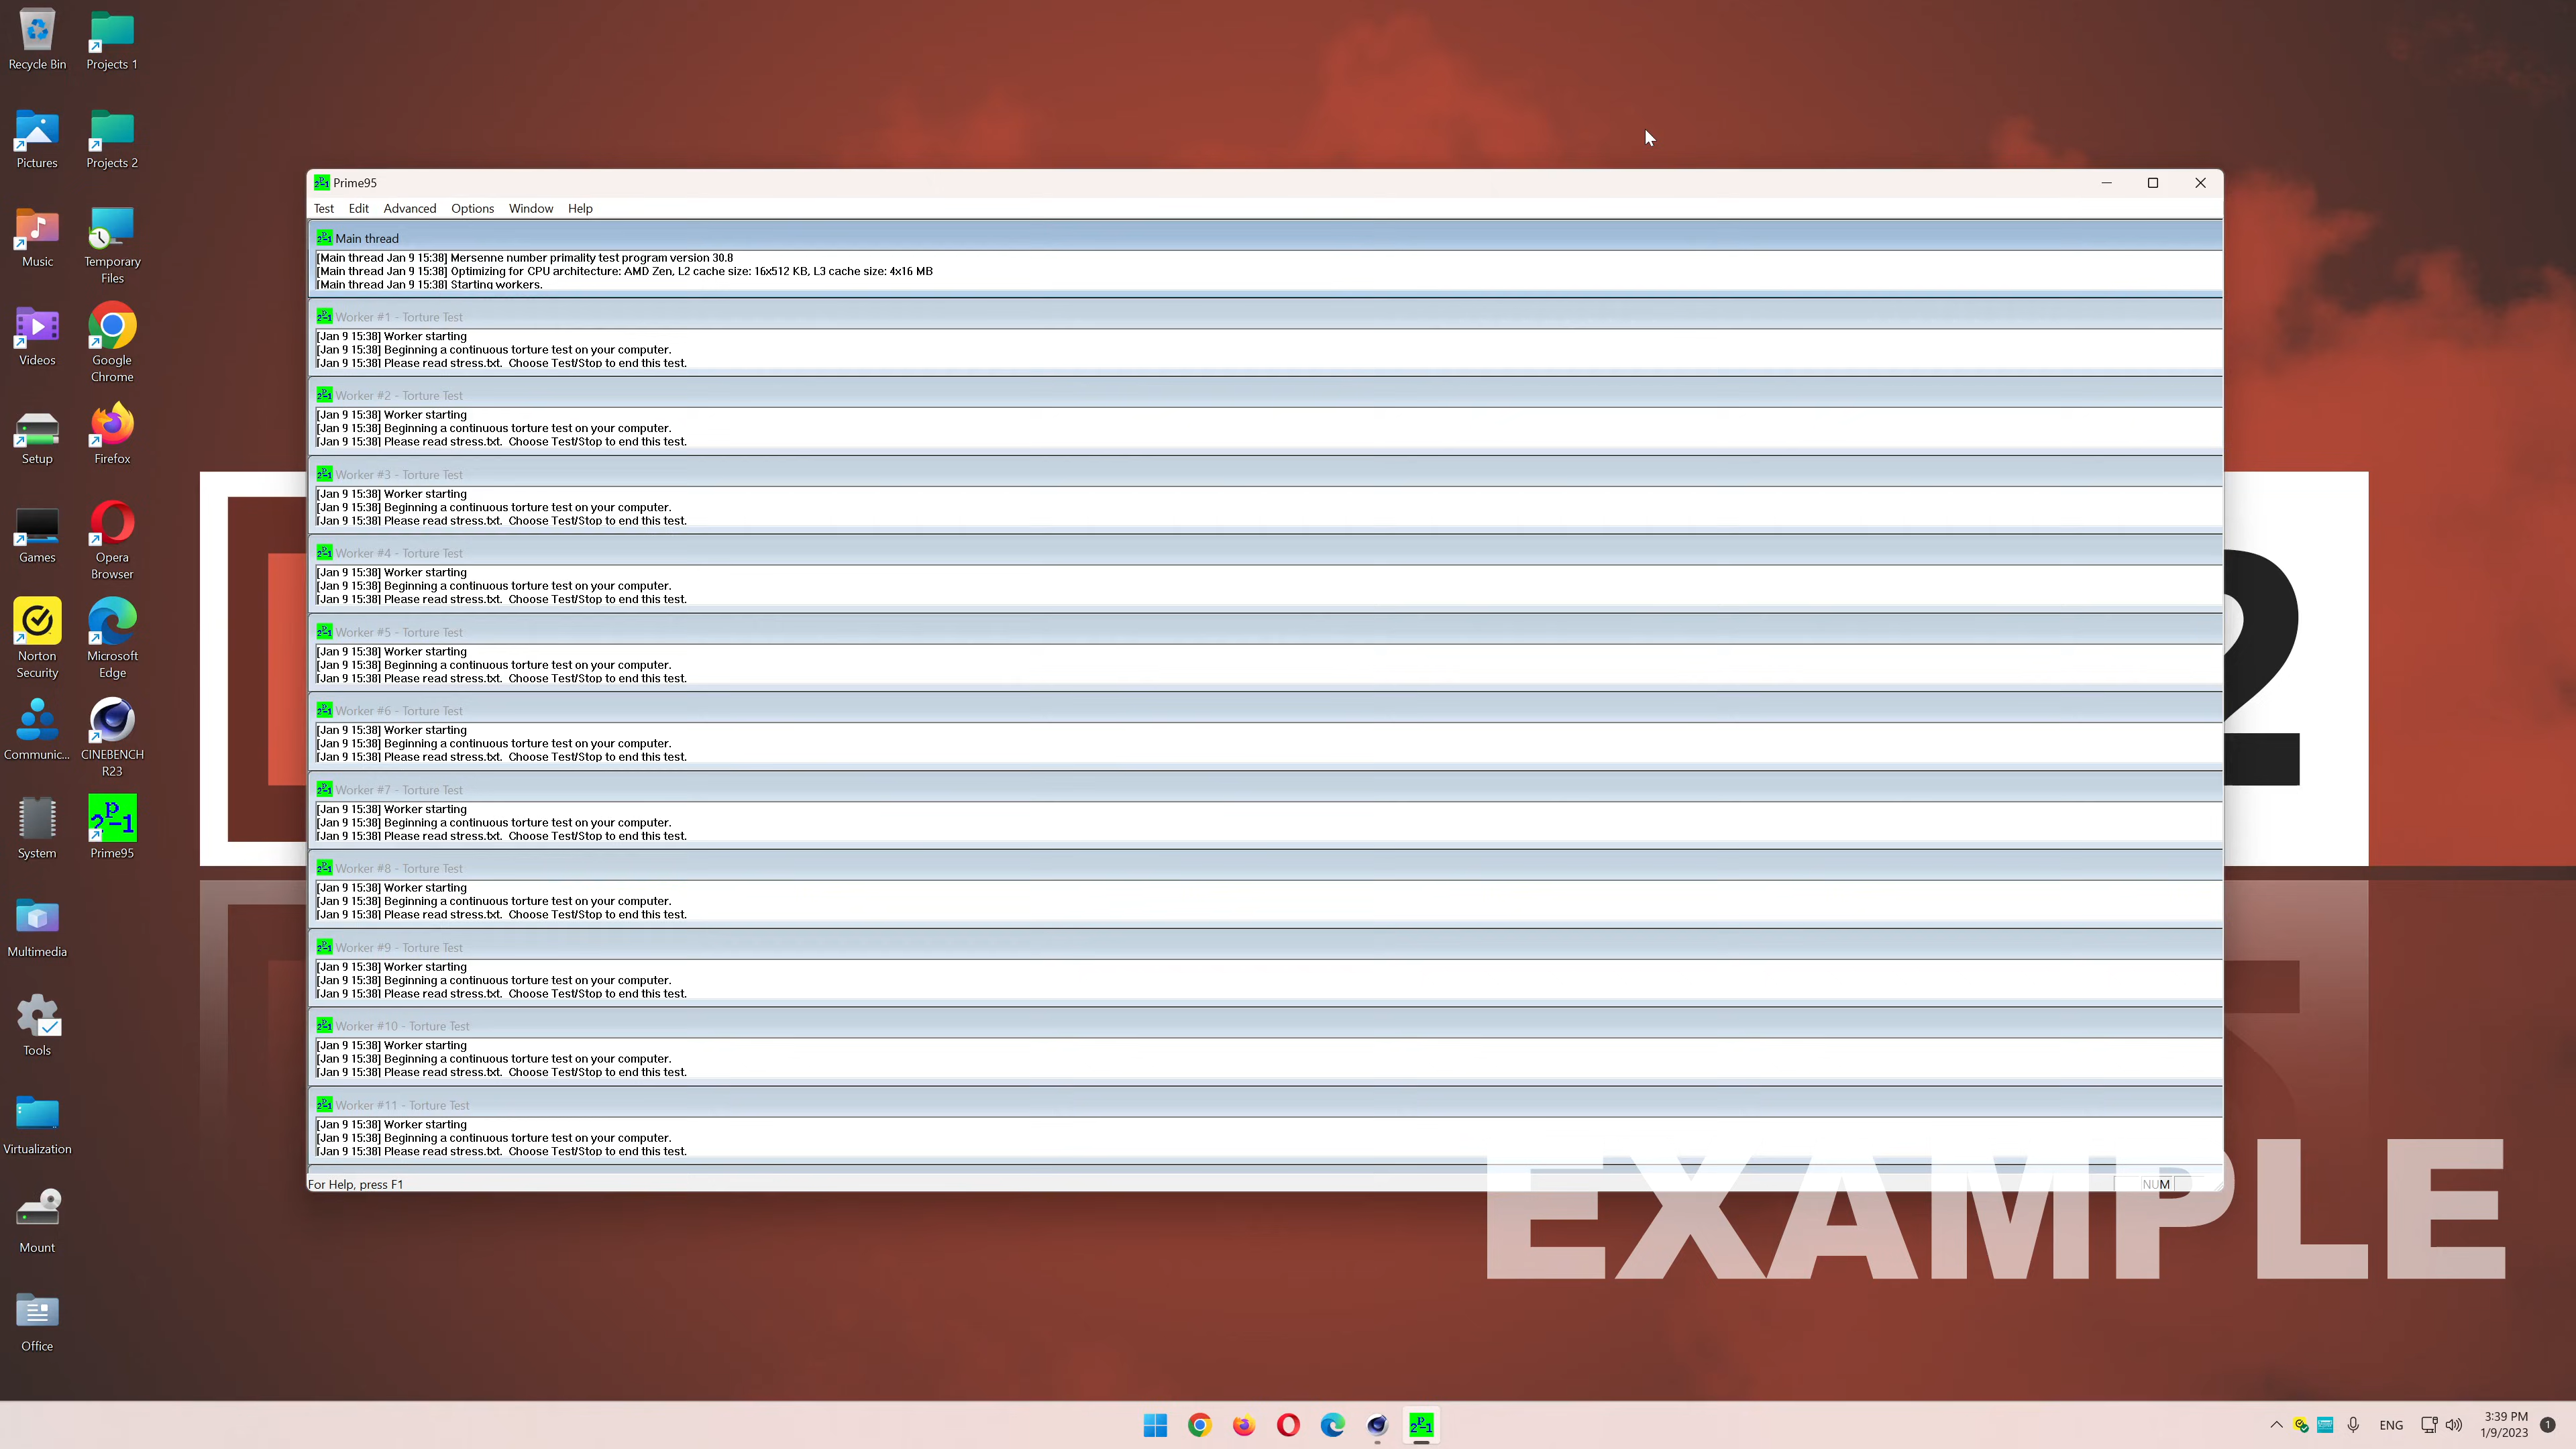 Recycle Bin
Projects 1
Pictures
Projects 2
Music
Temporary
Files
Videos
Google
Chrome
Setup
Firefox
Games
Opera
Browser
Norton
Security
Microsoft
Edge
Communic...
CINEBENCH
R23
System
Prime95
Multimedia
Tools
Virtualization
Mount
Office
Prime95
Test Edit Advanced Options Window Help
Main thread
[Main thread Jan 9 15:38] Mersenne number primality test program version 30.8
[Main thread Jan 9 15:38] Optimizing for CPU architecture: AMD Zen, L2 cache size: 16x512 KB, L3 cache size: 4x16 MB
[Main thread Jan 9 15:38] Starting workers.
Worker #1 - Torture Test
[Jan 9 15:38] Worker starting
[Jan 9 15:38] Beginning a continuous torture test on your computer.
[Jan 9 15:38] Please read stress.txt.  Choose Test/Stop to end this test.
Worker #2 - Torture Test
[Jan 9 15:38] Worker starting
[Jan 9 15:38] Beginning a continuous torture test on your computer.
[Jan 9 15:38] Please read stress.txt.  Choose Test/Stop to end this test.
Worker #3 - Torture Test
[Jan 9 15:38] Worker starting
[Jan 9 15:38] Beginning a continuous torture test on your computer.
[Jan 9 15:38] Please read stress.txt.  Choose Test/Stop to end this test.
Worker #4 - Torture Test
[Jan 9 15:38] Worker starting
[Jan 9 15:38] Beginning a continuous torture test on your computer.
[Jan 9 15:38] Please read stress.txt.  Choose Test/Stop to end this test.
Worker #5 - Torture Test
[Jan 9 15:38] Worker starting
[Jan 9 15:38] Beginning a continuous torture test on your computer.
[Jan 9 15:38] Please read stress.txt.  Choose Test/Stop to end this test.
Worker #6 - Torture Test
[Jan 9 15:38] Worker starting
[Jan 9 15:38] Beginning a continuous torture test on your computer.
[Jan 9 15:38] Please read stress.txt.  Choose Test/Stop to end this test.
Worker #7 - Torture Test
[Jan 9 15:38] Worker starting
[Jan 9 15:38] Beginning a continuous torture test on your computer.
[Jan 9 15:38] Please read stress.txt.  Choose Test/Stop to end this test.
Worker #8 - Torture Test
[Jan 9 15:38] Worker starting
[Jan 9 15:38] Beginning a continuous torture test on your computer.
[Jan 9 15:38] Please read stress.txt.  Choose Test/Stop to end this test.
Worker #9 - Torture Test
[Jan 9 15:38] Worker starting
[Jan 9 15:38] Beginning a continuous torture test on your computer.
[Jan 9 15:38] Please read stress.txt.  Choose Test/Stop to end this test.
Worker #10 - Torture Test
[Jan 9 15:38] Worker starting
[Jan 9 15:38] Beginning a continuous torture test on your computer.
[Jan 9 15:38] Please read stress.txt.  Choose Test/Stop to end this test.
Worker #11 - Torture Test
[Jan 9 15:38] Worker starting
[Jan 9 15:38] Beginning a continuous torture test on your computer.
[Jan 9 15:38] Please read stress.txt.  Choose Test/Stop to end this test.
For Help, press F1
NUM
2
EXAMPLE
ENG
3:39 PM
1/9/2023
1